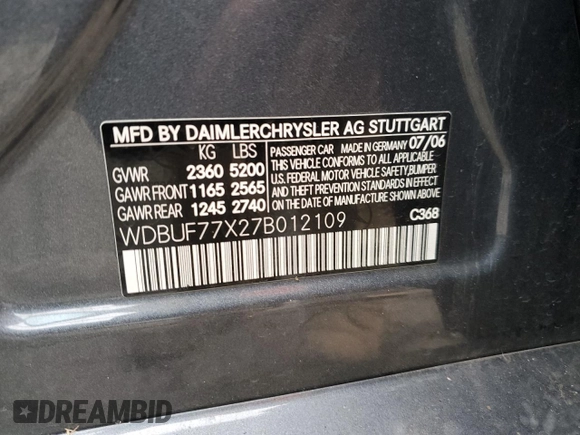 MFD BY DAIMLERCHRYSLER AG STUTTGART
KG LBS
GVWR 2360 5200
GAWR FRONT 1165 2565
GAWR REAR 1245 2740
PASSENGER CAR MADE IN GERMANY 07/06
THIS VEHICLE CONFORMS TO ALL APPLICABLE
U.S. FEDERAL MOTOR VEHICLE SAFETY,BUMPER
AND THEFT PREVENTION STANDARDS IN EFFECT
ON THE DATE OF MANUFACTURE SHOWN ABOVE.
WDBUF77X27B012109
C368
DREAMBID